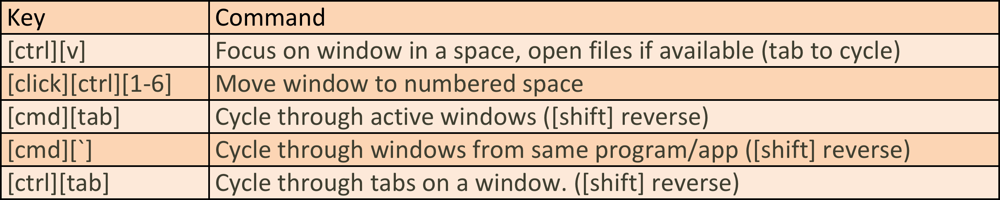 Key Command
[ctrl][v] Focus on window in a space, open files if available (tab to cycle)
[click][ctrl][1-6] Move window to numbered space
[cmd][tab] Cycle through active windows ([shift] reverse)
[cmd][`] Cycle through windows from same program/app ([shift] reverse)
[ctrl][tab] Cycle through tabs on a window. ([shift] reverse)